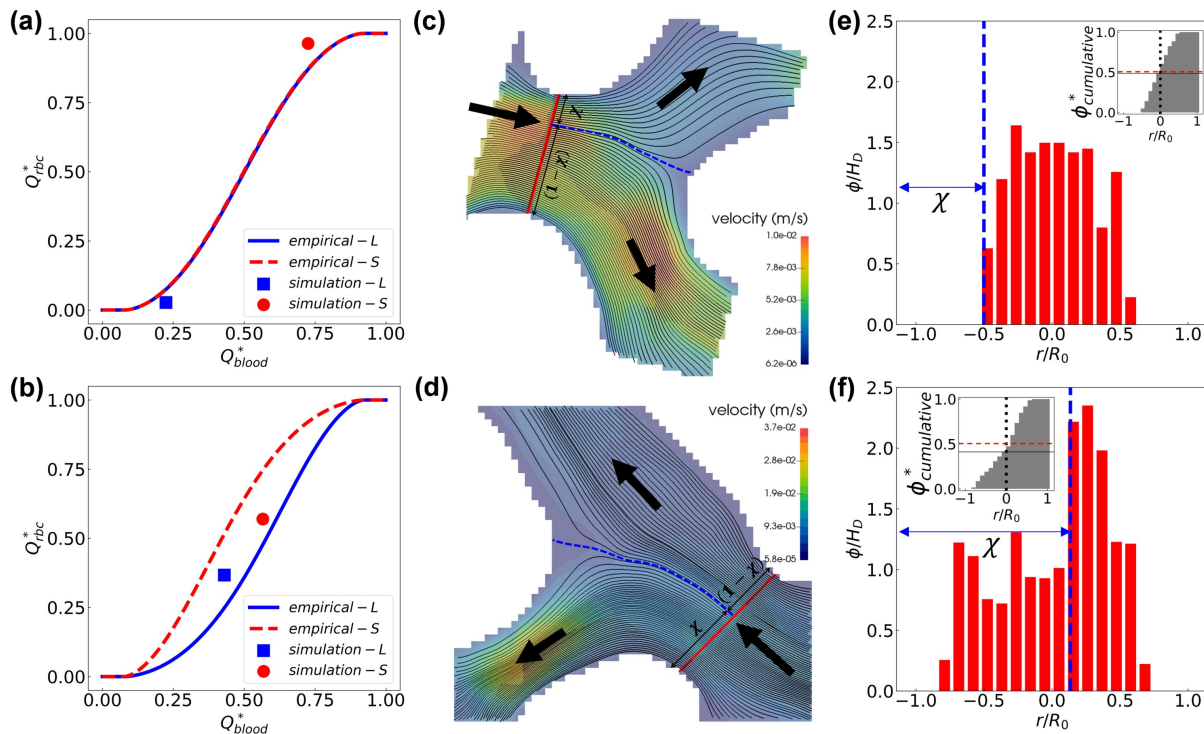 (a)
1.00
0.75
0.50
0.25
0.00
Q*rbc
empirical − L
empirical − S
simulation − L
simulation − S
0.00 0.25 0.50 0.75 1.00
Q*blood
(b)
1.00
0.75
0.50
0.25
0.00
Q*rbc
empirical − L
empirical − S
simulation − L
simulation − S
0.00 0.25 0.50 0.75 1.00
Q*blood
(c)
χ
(1 − χ)
velocity (m/s)
1.0e-02
7.8e-03
5.2e-03
2.6e-03
6.2e-06
(d)
velocity (m/s)
3.7e-02
2.8e-02
1.9e-02
9.3e-03
5.8e-05
(1−χ)
χ
(e)
2.5
2.0
1.5
1.0
0.5
0.0
ϕ/HD
χ
−1.0 −0.5 0.0 0.5 1.0
r/R0
ϕ*cumulative
1.0
0.5
0.0
−1 0 1
r/R0
(f)
2.5
2.0
1.5
1.0
0.5
0.0
ϕ/HD
χ
−1.0 −0.5 0.0 0.5 1.0
r/R0
ϕ*cumulative
1.0
0.5
0.0
−1 0 1
r/R0